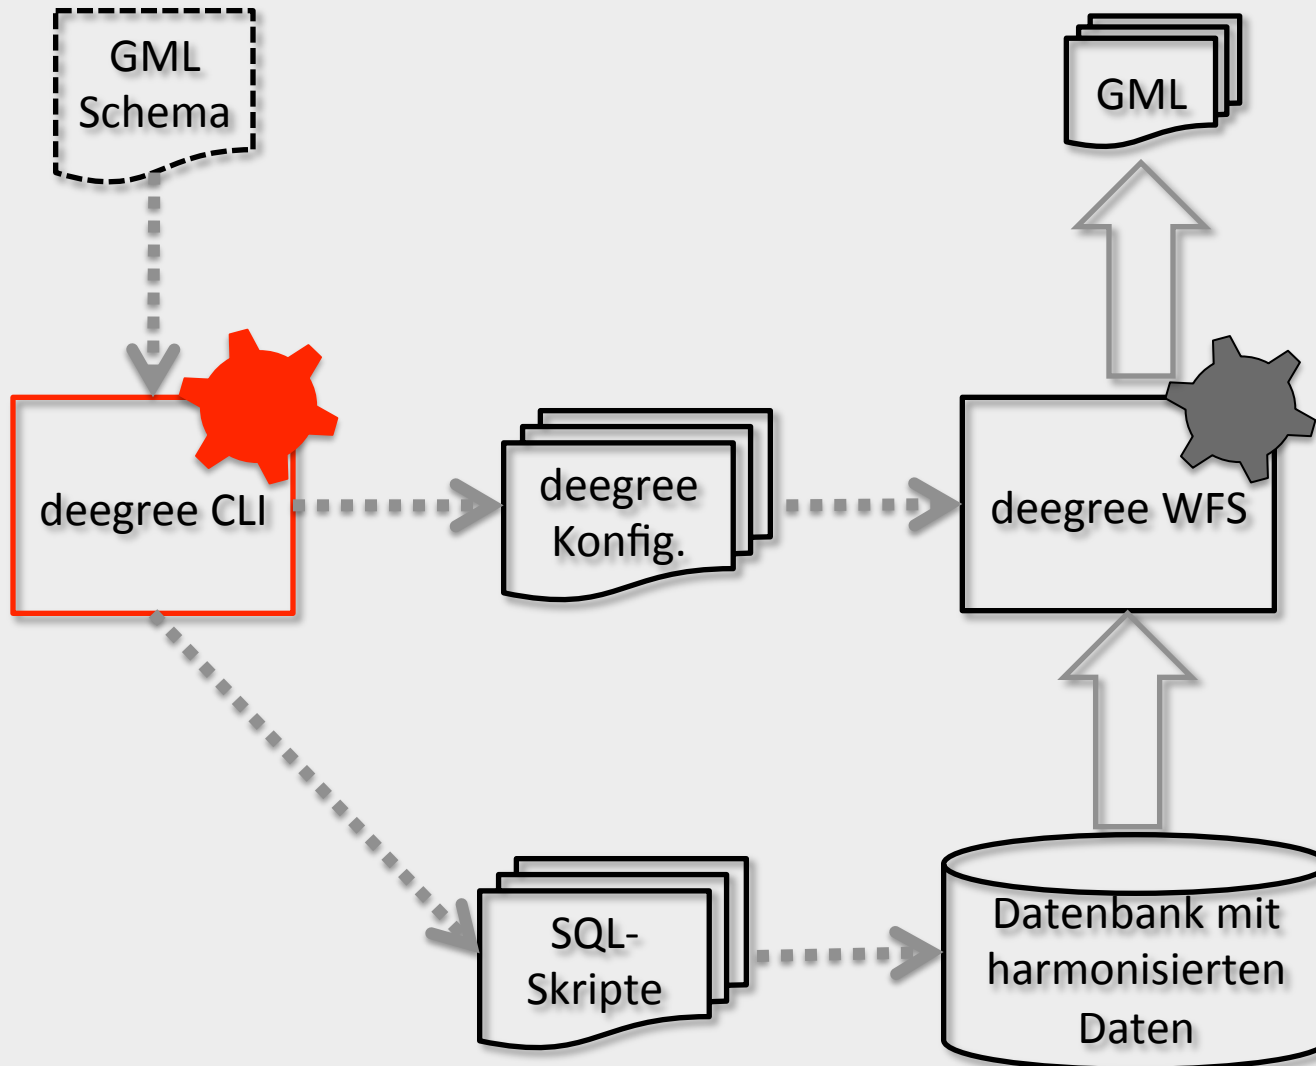 GML
Schema
GML
deegree CLI
deegree
Konfig.
deegree WFS
SQL-
Skripte
Datenbank mit
harmonisierten
Daten